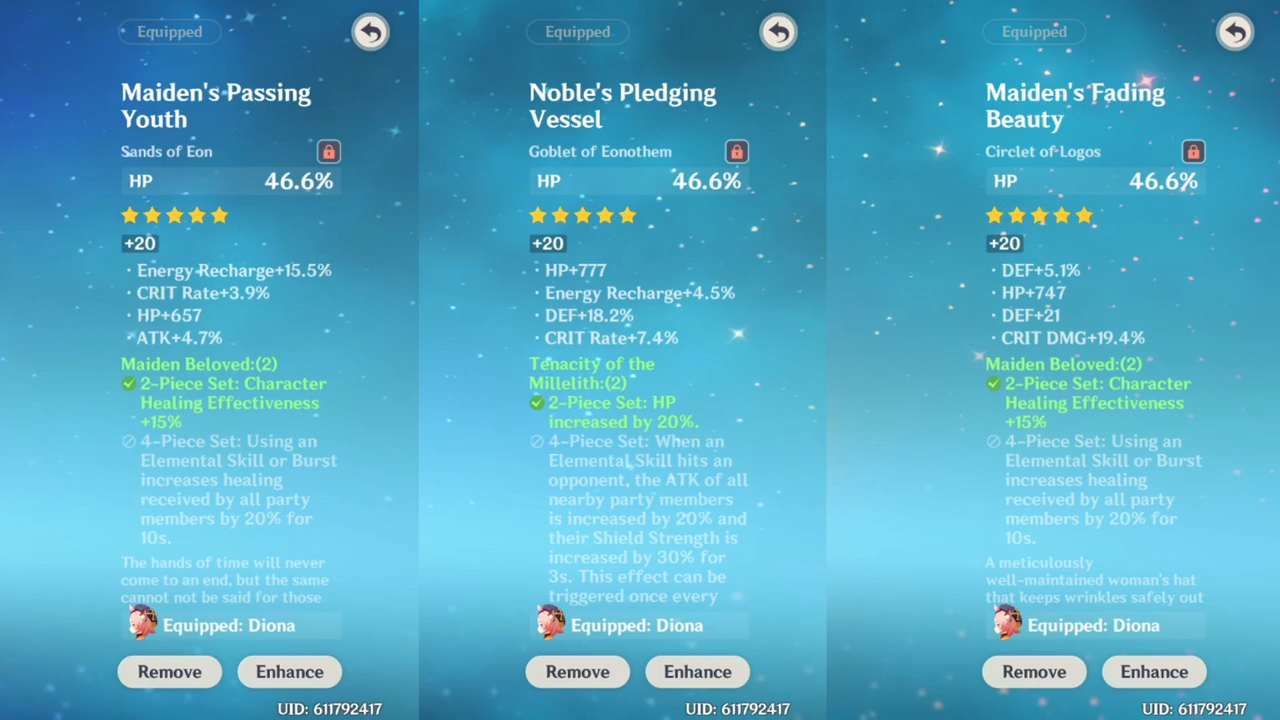 Equipped
Maiden's Passing
Youth
Sands of Eon
HP 46.6%
+20
· Energy Recharge+15.5%
· CRIT Rate+3.9%
· HP+657
· ATK+4.7%
Maiden Beloved:(2)
2-Piece Set: Character
Healing Effectiveness
+15%
4-Piece Set: Using an
Elemental Skill or Burst
increases healing
received by all party
members by 20% for
10s.
The hands of time will never
come to an end, but the same
cannot not be said for those
Equipped: Diona
Remove Enhance
UID: 611792417
Equipped
Noble's Pledging
Vessel
Goblet of Eonothem
HP 46.6%
+20
· HP+777
· Energy Recharge+4.5%
· DEF+18.2%
· CRIT Rate+7.4%
Tenacity of the
Millelith:(2)
2-Piece Set: HP
increased by 20%.
4-Piece Set: When an
Elemental Skill hits an
opponent, the ATK of all
nearby party members
is increased by 20% and
their Shield Strength is
increased by 30% for
3s. This effect can be
triggered once every
Equipped: Diona
Remove Enhance
UID: 611792417
Equipped
Maiden's Fading
Beauty
Circlet of Logos
HP 46.6%
+20
· DEF+5.1%
· HP+747
· DEF+21
· CRIT DMG+19.4%
Maiden Beloved:(2)
2-Piece Set: Character
Healing Effectiveness
+15%
4-Piece Set: Using an
Elemental Skill or Burst
increases healing
received by all party
members by 20% for
10s.
A meticulously
well-maintained woman's hat
that keeps wrinkles safely out
Equipped: Diona
Remove Enhance
UID: 611792417